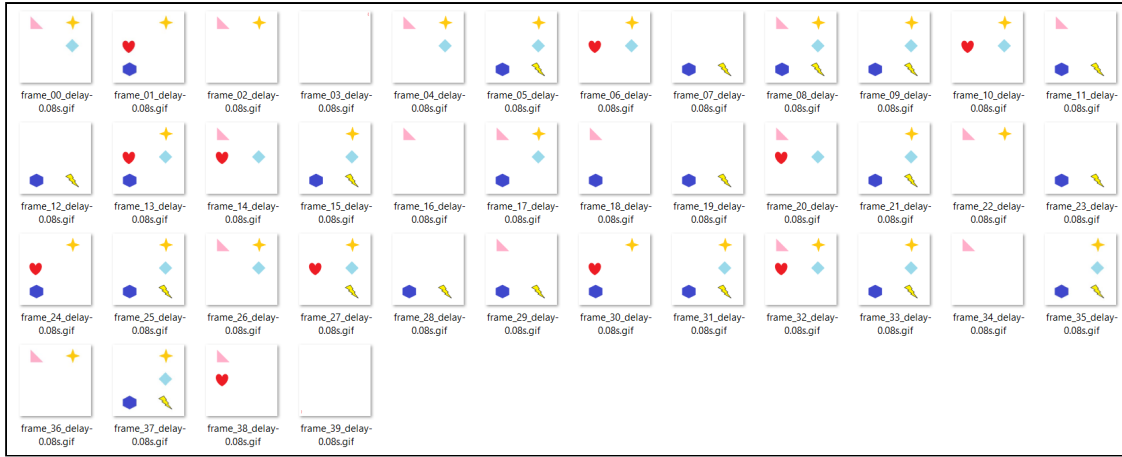 frame_00_delay-0.08s.gif
frame_01_delay-0.08s.gif
frame_02_delay-0.08s.gif
frame_03_delay-0.08s.gif
frame_04_delay-0.08s.gif
frame_05_delay-0.08s.gif
frame_06_delay-0.08s.gif
frame_07_delay-0.08s.gif
frame_08_delay-0.08s.gif
frame_09_delay-0.08s.gif
frame_10_delay-0.08s.gif
frame_11_delay-0.08s.gif
frame_12_delay-0.08s.gif
frame_13_delay-0.08s.gif
frame_14_delay-0.08s.gif
frame_15_delay-0.08s.gif
frame_16_delay-0.08s.gif
frame_17_delay-0.08s.gif
frame_18_delay-0.08s.gif
frame_19_delay-0.08s.gif
frame_20_delay-0.08s.gif
frame_21_delay-0.08s.gif
frame_22_delay-0.08s.gif
frame_23_delay-0.08s.gif
frame_24_delay-0.08s.gif
frame_25_delay-0.08s.gif
frame_26_delay-0.08s.gif
frame_27_delay-0.08s.gif
frame_28_delay-0.08s.gif
frame_29_delay-0.08s.gif
frame_30_delay-0.08s.gif
frame_31_delay-0.08s.gif
frame_32_delay-0.08s.gif
frame_33_delay-0.08s.gif
frame_34_delay-0.08s.gif
frame_35_delay-0.08s.gif
frame_36_delay-0.08s.gif
frame_37_delay-0.08s.gif
frame_38_delay-0.08s.gif
frame_39_delay-0.08s.gif